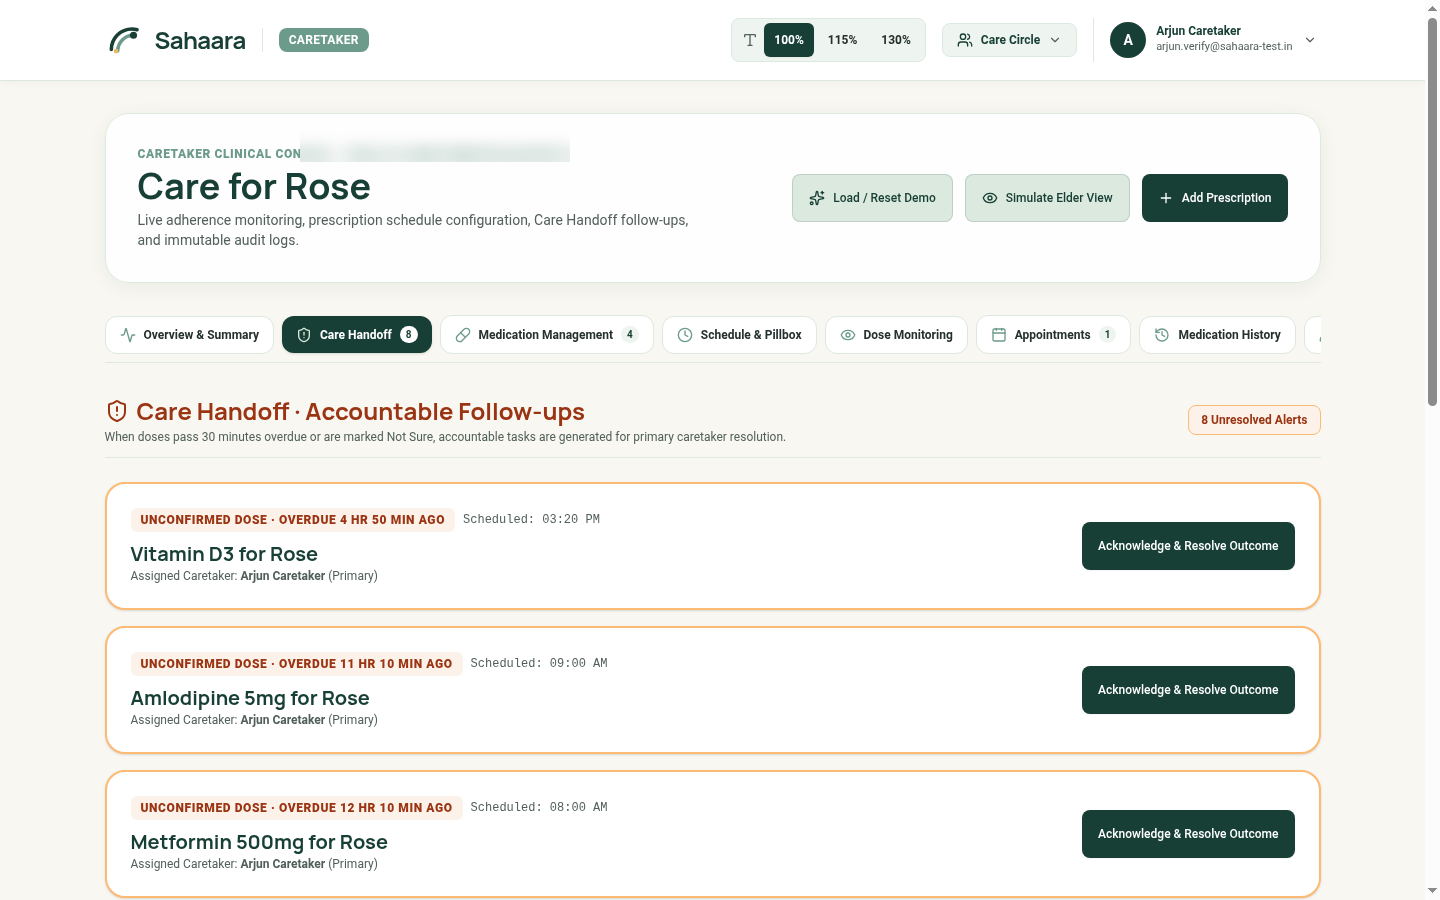 Sahaara
CARETAKER
100% 115% 130%
Care Circle
A
Arjun Caretaker
arjun.verify@sahaara-test.in
CARETAKER CLINICAL
Care for Rose
Live adherence monitoring, prescription schedule configuration, Care Handoff follow-ups,
and immutable audit logs.
Load / Reset Demo
Simulate Elder View
Add Prescription
Overview & Summary
Care Handoff 8
Medication Management 4
Schedule & Pillbox
Dose Monitoring
Appointments 1
Medication History
Care Handoff · Accountable Follow-ups
When doses pass 30 minutes overdue or are marked Not Sure, accountable tasks are generated for primary caretaker resolution.
8 Unresolved Alerts
UNCONFIRMED DOSE · OVERDUE 4 HR 50 MIN AGO Scheduled: 03:20 PM
Vitamin D3 for Rose
Assigned Caretaker: Arjun Caretaker (Primary)
Acknowledge & Resolve Outcome
UNCONFIRMED DOSE · OVERDUE 11 HR 10 MIN AGO Scheduled: 09:00 AM
Amlodipine 5mg for Rose
Assigned Caretaker: Arjun Caretaker (Primary)
Acknowledge & Resolve Outcome
UNCONFIRMED DOSE · OVERDUE 12 HR 10 MIN AGO Scheduled: 08:00 AM
Metformin 500mg for Rose
Assigned Caretaker: Arjun Caretaker (Primary)
Acknowledge & Resolve Outcome